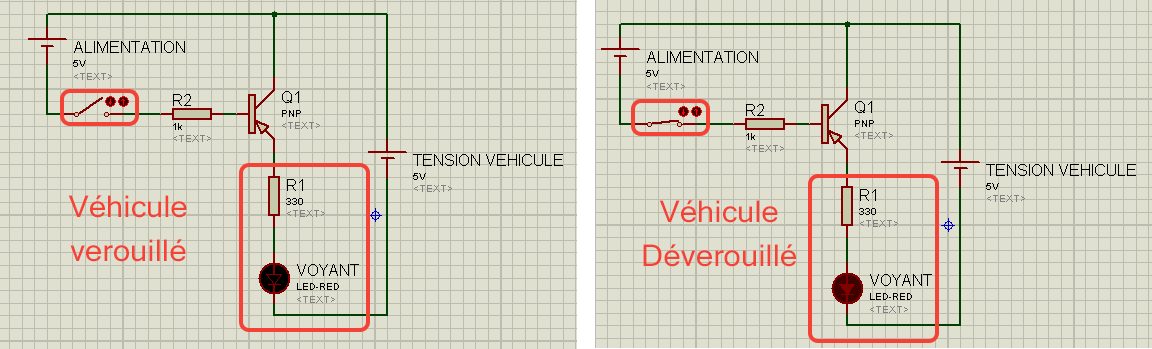 ALIMENTATION
5V
<TEXT>
R2
1k
<TEXT>
Q1
PNP
<TEXT>
TENSION VEHICULE
5V
<TEXT>
R1
330
<TEXT>
Véhicule
verouillé
VOYANT
LED-RED
<TEXT>
ALIMENTATION
5V
<TEXT>
R2
1k
<TEXT>
Q1
PNP
<TEXT>
TENSION VEHICULE
5V
<TEXT>
R1
330
<TEXT>
Véhicule
Déverouillé
VOYANT
LED-RED
<TEXT>